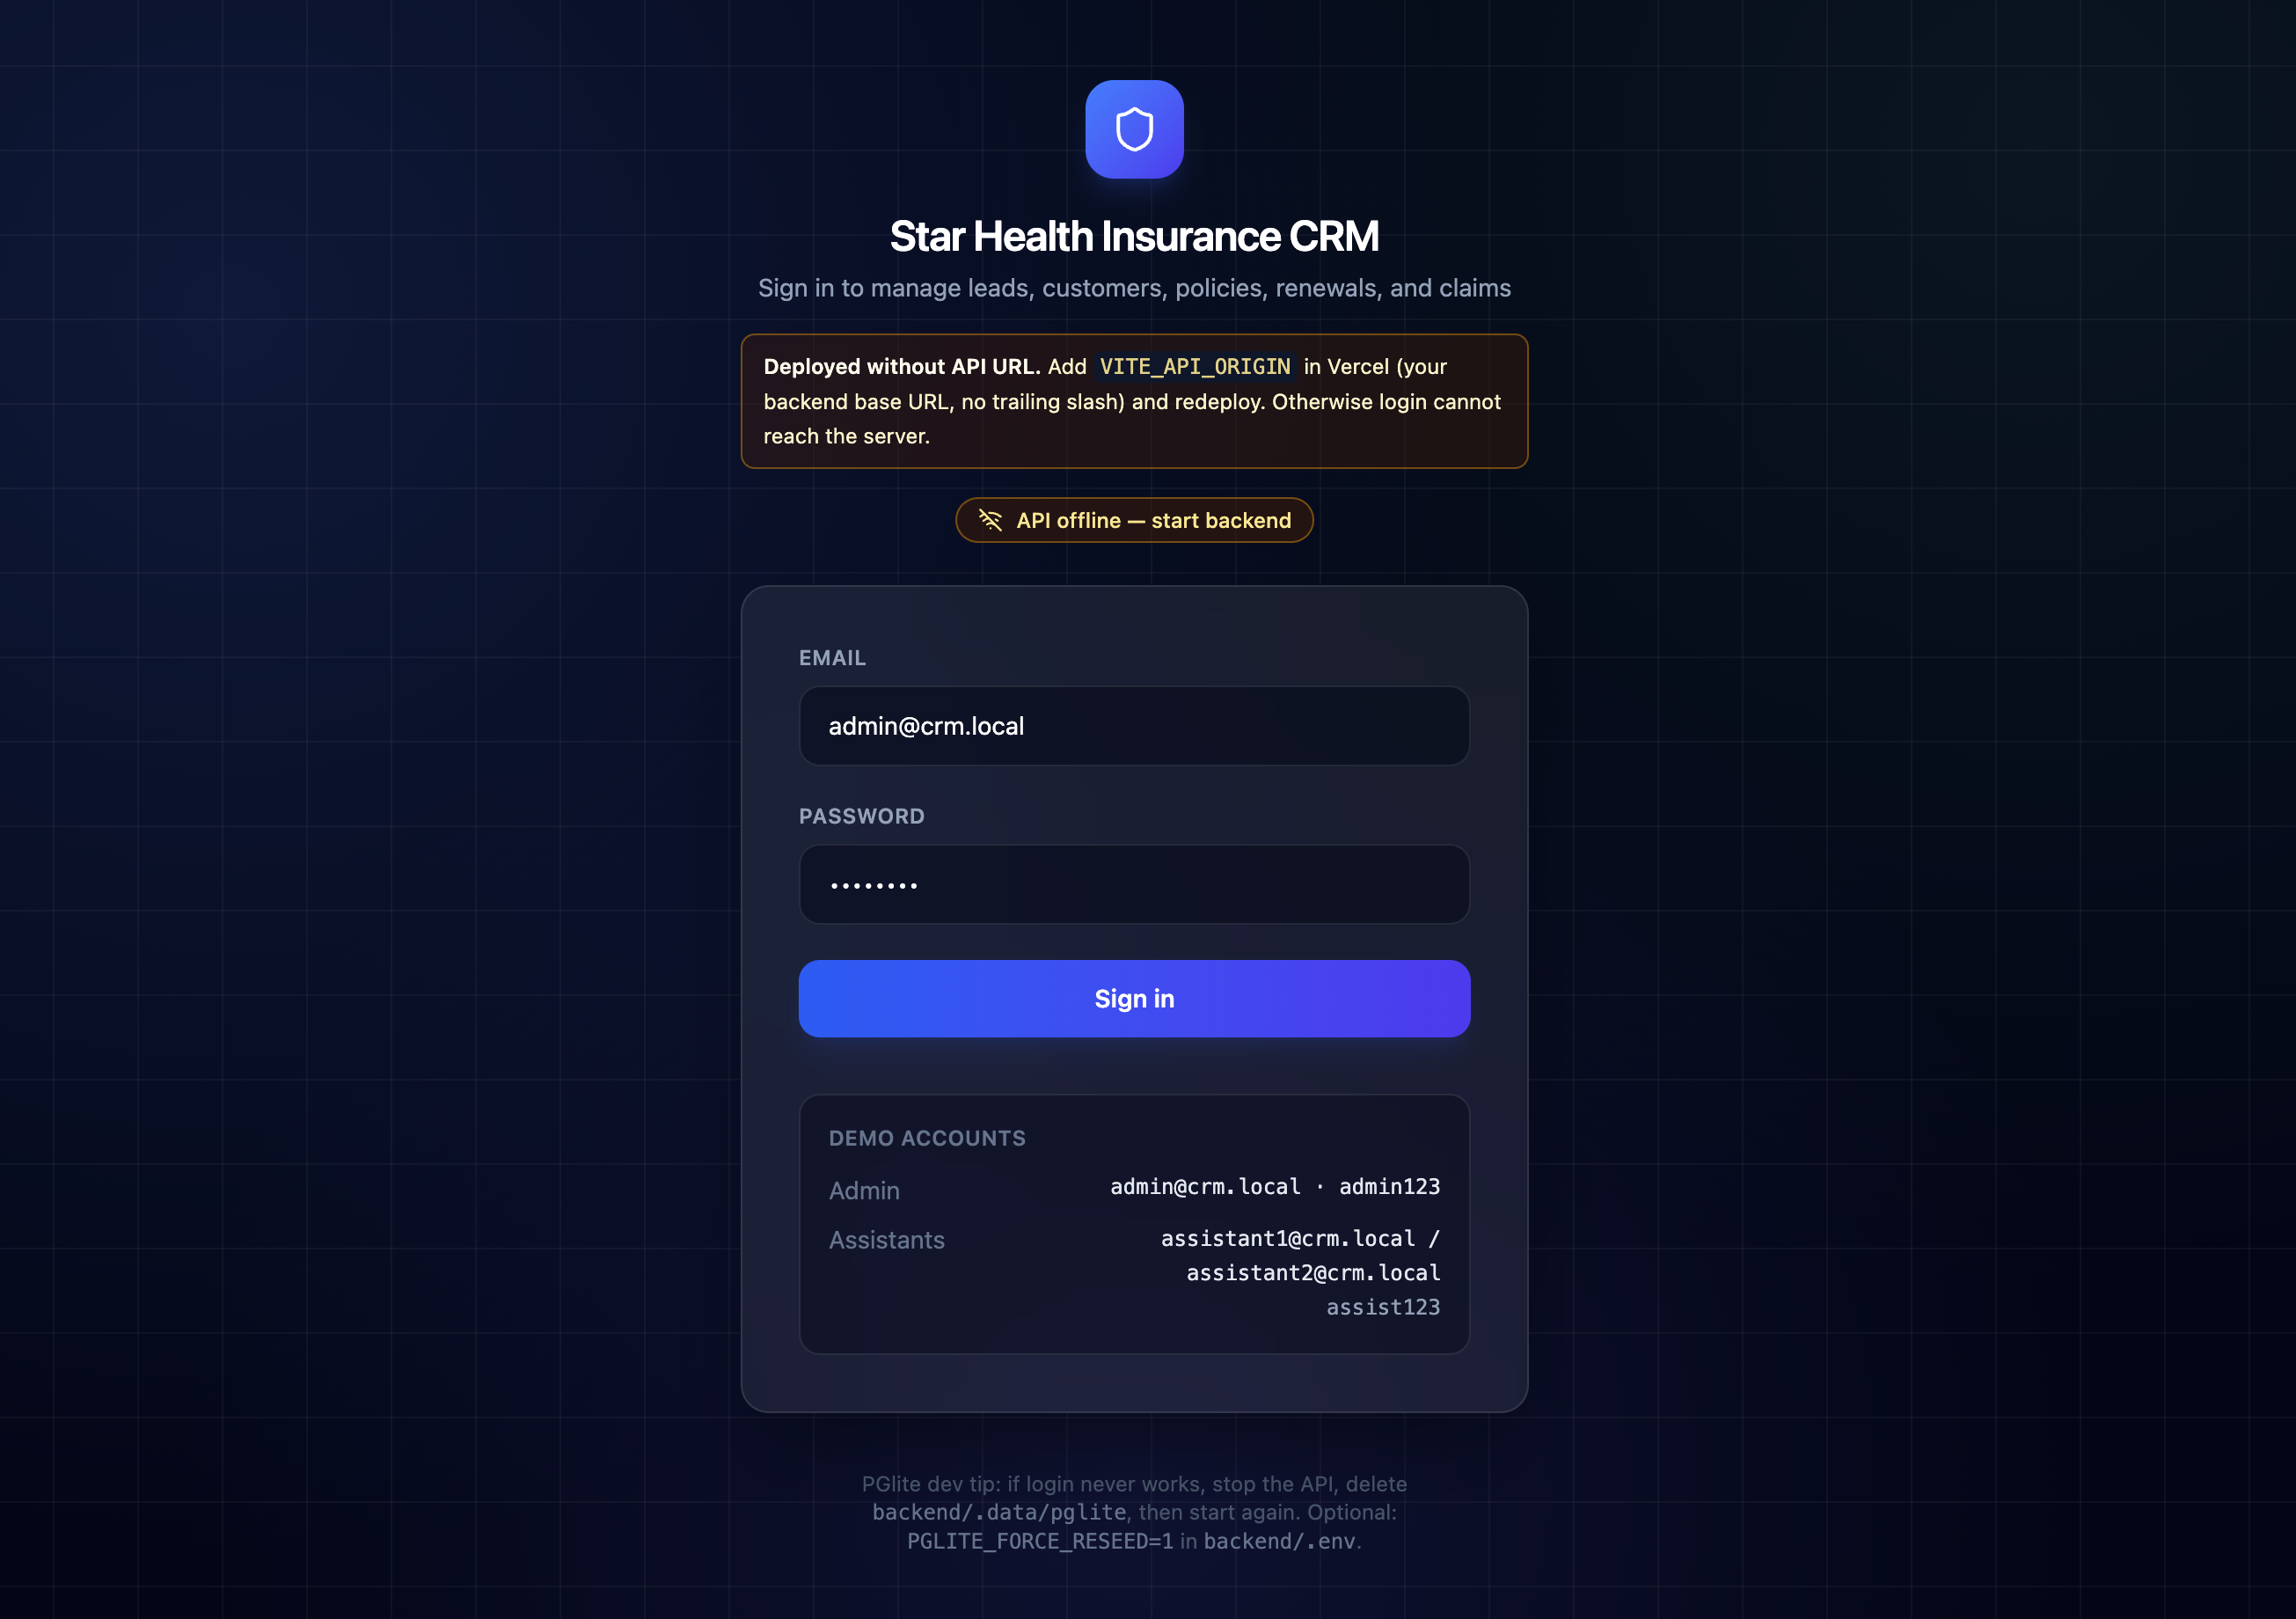 Star Health Insurance CRM
Sign in to manage leads, customers, policies, renewals, and claims
Deployed without API URL. Add VITE_API_ORIGIN in Vercel (your
backend base URL, no trailing slash) and redeploy. Otherwise login cannot
reach the server.
API offline — start backend
EMAIL
admin@crm.local
PASSWORD
••••••••
Sign in
DEMO ACCOUNTS
Admin admin@crm.local · admin123
Assistants assistant1@crm.local /
assistant2@crm.local
assist123
PGlite dev tip: if login never works, stop the API, delete
backend/.data/pglite, then start again. Optional:
PGLITE_FORCE_RESEED=1 in backend/.env.